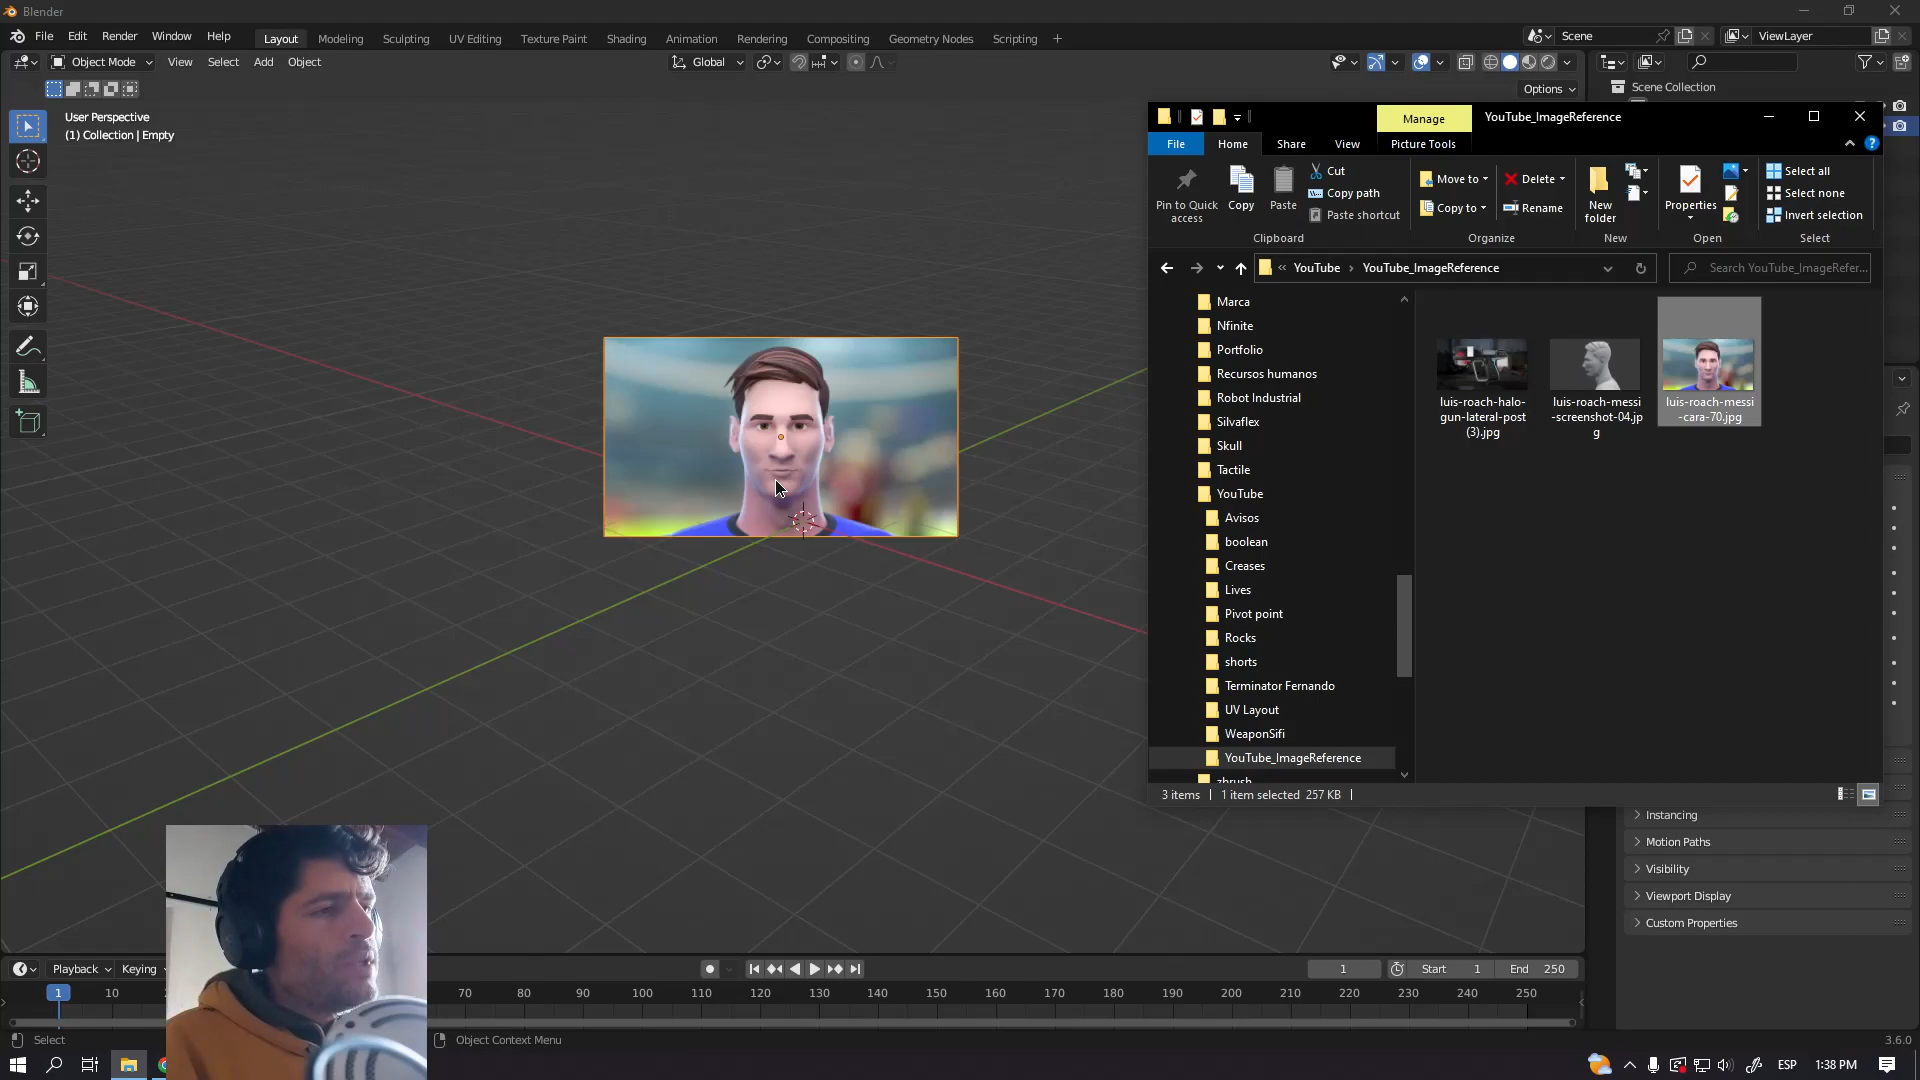 Blender
File Edit Render Window Help
Layout Modeling Sculpting UV Editing Texture Paint Shading Animation Rendering Compositing Geometry Nodes Scripting +
Scene
ViewLayer
Object Mode View Select Add Object
Global
Options
Scene Collection
User Perspective
(1) Collection | Empty
Manage
YouTube_ImageReference
File Home Share View Picture Tools
Pin to Quick
access
Copy
Paste
Cut
Copy path
Paste shortcut
Move to
Copy to
Delete
Rename
New
folder
Properties
Select all
Select none
Invert selection
Clipboard Organize New Open Select
« YouTube › YouTube_ImageReference
Search YouTube_ImageRefer...
Marca
Nfinite
Portfolio
Recursos humanos
Robot Industrial
Silvaflex
Skull
Tactile
YouTube
Avisos
boolean
Creases
Lives
Pivot point
Rocks
shorts
Terminator Fernando
UV Layout
WeaponSifi
YouTube_ImageReference
zbrush
luis-roach-halo-
gun-lateral-post
(3).jpg
luis-roach-messi
-screenshot-04.jp
g
luis-roach-messi
-cara-70.jpg
3 items 1 item selected 257 KB
Instancing
Motion Paths
Visibility
Viewport Display
Custom Properties
Playback Keying
1 Start 1 End 250
1 10 70 80 90 100 110 120 130 140 150 160 170 180 190 200 210 220 230 240 250
Select
Object Context Menu
3.6.0
ESP 1:38 PM